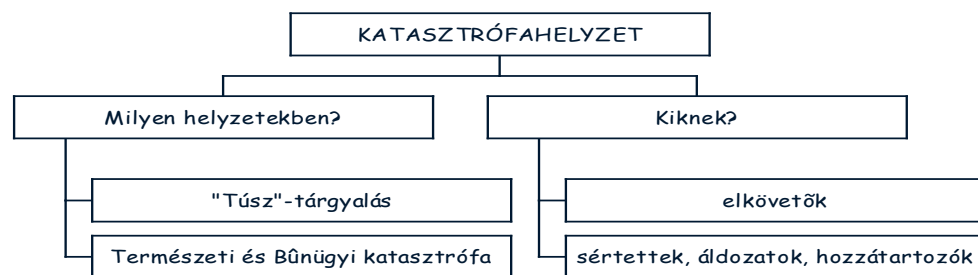 KATASZTRÓFAHELYZET
Milyen helyzetekben?
Kiknek?
"Túsz"-tárgyalás
elkövetõk
Természeti és Bûnügyi katasztrófa
sértettek, áldozatok, hozzátartozók